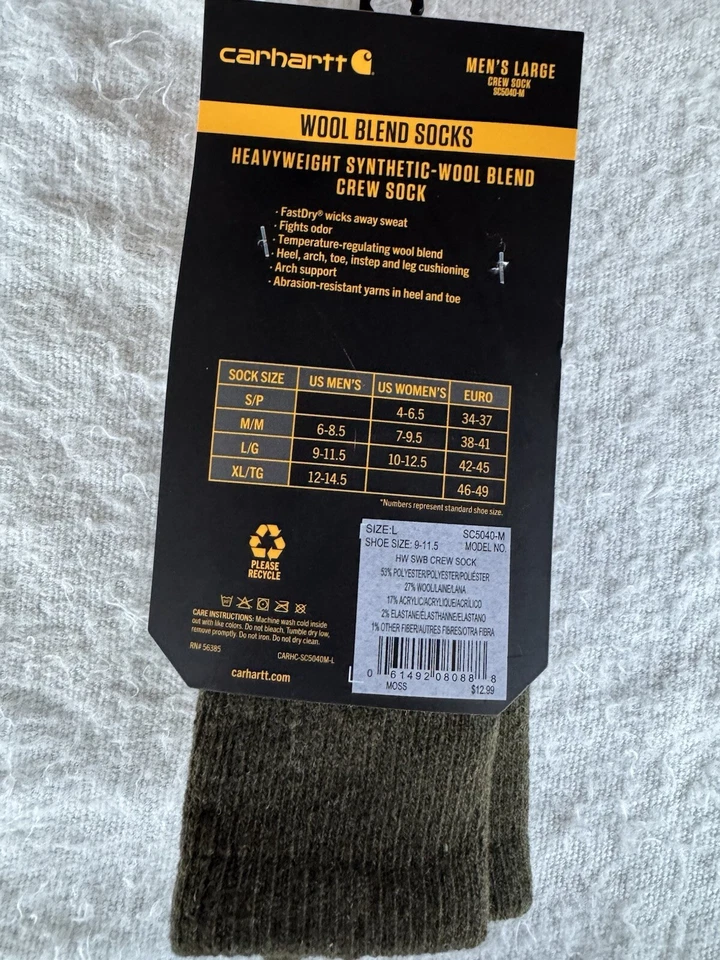 carhartt
MEN'S LARGE
CREW SOCK
SC5040-M
WOOL BLEND SOCKS
HEAVYWEIGHT SYNTHETIC-WOOL BLEND
CREW SOCK
· FastDry® wicks away sweat
· Fights odor
· Temperature-regulating wool blend
· Heel, arch, toe, instep and leg cushioning
· Arch support
· Abrasion-resistant yarns in heel and toe
SOCK SIZE US MEN'S US WOMEN'S EURO
S/P 4-6.5 34-37
M/M 6-8.5 7-9.5 38-41
L/G 9-11.5 10-12.5 42-45
XL/TG 12-14.5 46-49
*Numbers represent standard shoe size.
PLEASE
RECYCLE
CARE INSTRUCTIONS: Machine wash cold inside
out with like colors. Do not bleach. Tumble dry low,
remove promptly. Do not iron. Do not dry clean.
RN# 56385
CARHC-SC5040M-L
carhartt.com
SIZE:L SC5040-M
SHOE SIZE: 9-11.5 MODEL NO.
HW SWB CREW SOCK
53% POLYESTER/POLYESTER/POLIÉSTER
27% WOOL/LAINE/LANA
17% ACRYLIC/ACRYLIQUE/ACRÍLICO
2% ELASTANE/ÉLASTHANNE/ELASTANO
1% OTHER FIBER/AUTRES FIBRES/OTRA FIBRA
0 61492 08088 8
MOSS $12.99